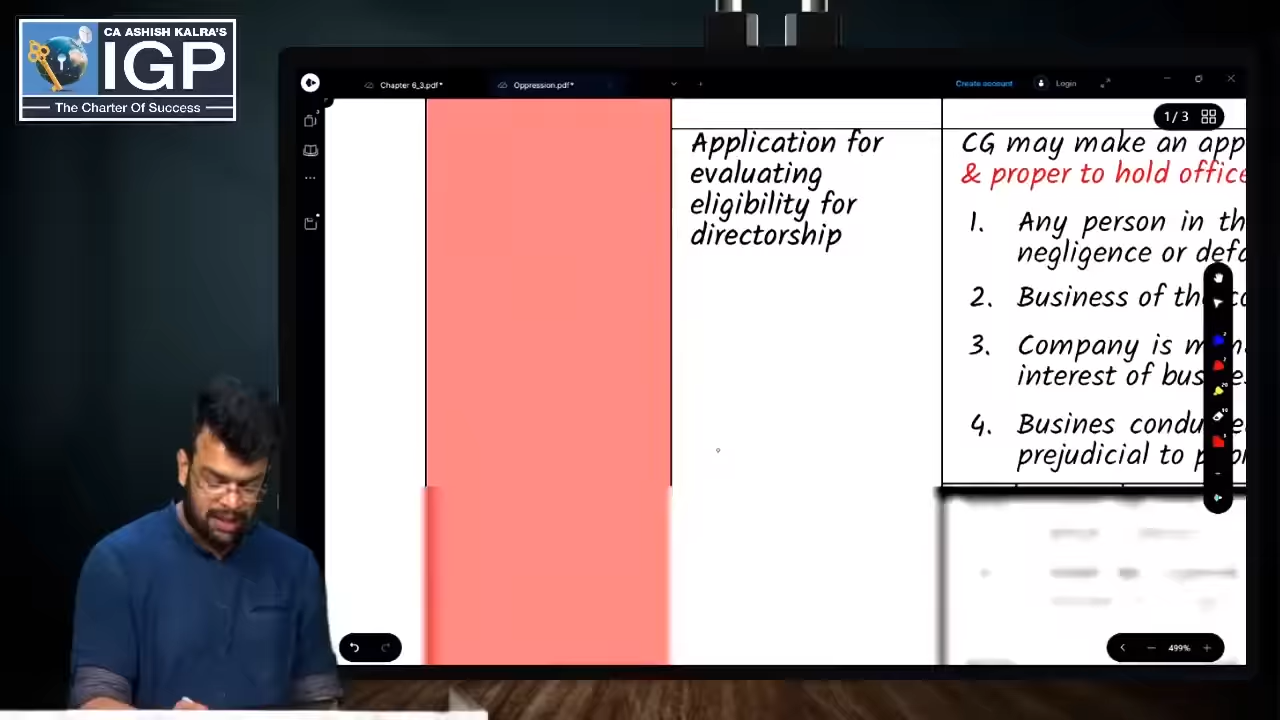 CA ASHISH KALRA'S
IGP
The Charter Of Success
Chapter 6_3.pdf*
Oppression.pdf*
Create account
Login
1 / 3
Application for
evaluating
eligibility for
directorship
CG may make an app
& proper to hold office
1. Any person in th
negligence or defa
2. Business of th
3. Company is m
interest of bus
4. Busines condu
prejudicial to p
499%